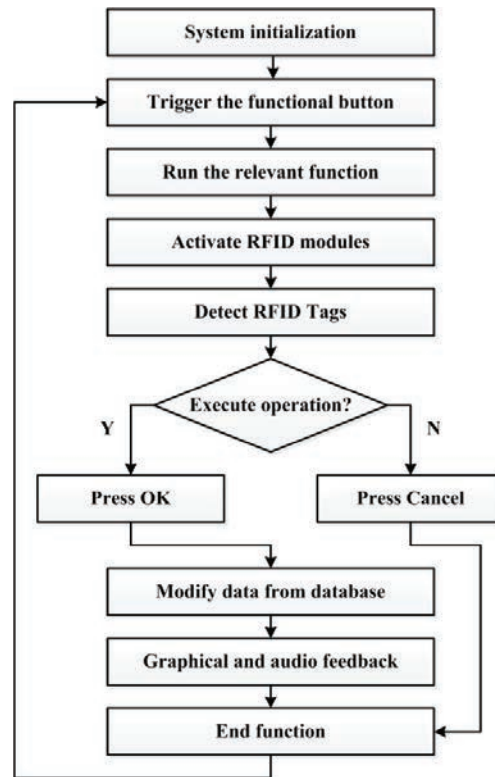 System initialization
Trigger the functional button
Run the relevant function
Activate RFID modules
Detect RFID Tags
Execute operation?
Y
N
Press OK
Press Cancel
Modify data from database
Graphical and audio feedback
End function